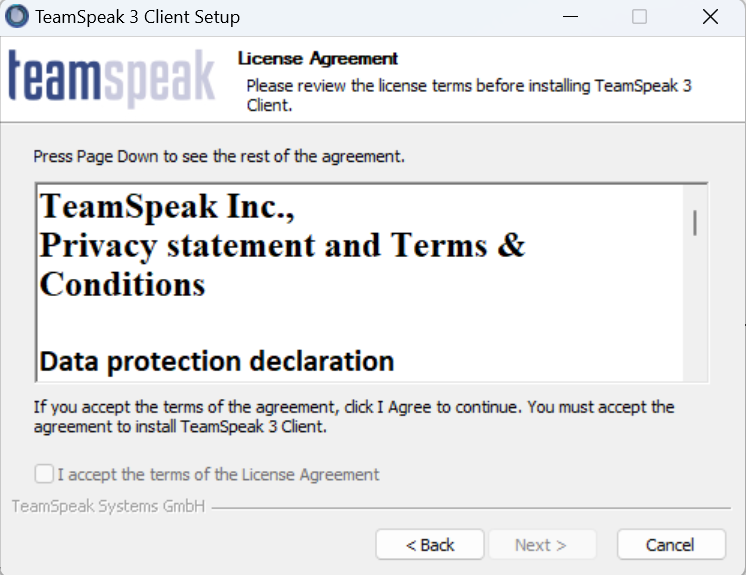 TeamSpeak 3 Client Setup
teamspeak
License Agreement
Please review the license terms before installing TeamSpeak 3
Client.
Press Page Down to see the rest of the agreement.
TeamSpeak Inc.,
Privacy statement and Terms &
Conditions
Data protection declaration
If you accept the terms of the agreement, click I Agree to continue. You must accept the
agreement to install TeamSpeak 3 Client.
I accept the terms of the License Agreement
TeamSpeak Systems GmbH
< Back
Next >
Cancel